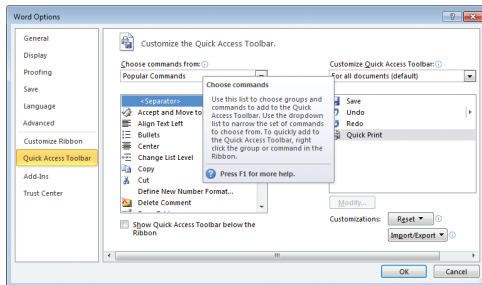 Word Options
General
Display
Proofing
Save
Language
Advanced
Customize Ribbon
Quick Access Toolbar
Add-Ins
Trust Center
Customize the Quick Access Toolbar.
Choose commands from:
Popular Commands
<Separator>
Accept and Move to
Align Text Left
Bullets
Center
Change List Level
Copy
Cut
Define New Number Format...
Delete Comment
Show Quick Access Toolbar below the
Ribbon
Choose commands
Use this list to choose groups and
commands to add to the Quick
Access Toolbar. Use the dropdown
list to narrow the set of commands
to choose from. To quickly add to
the Quick Access Toolbar, right
click the group or command in the
Ribbon.
Press F1 for more help.
Customize Quick Access Toolbar:
For all documents (default)
Save
Undo
Redo
Quick Print
Modify...
Customizations:
Reset
Import/Export
OK
Cancel